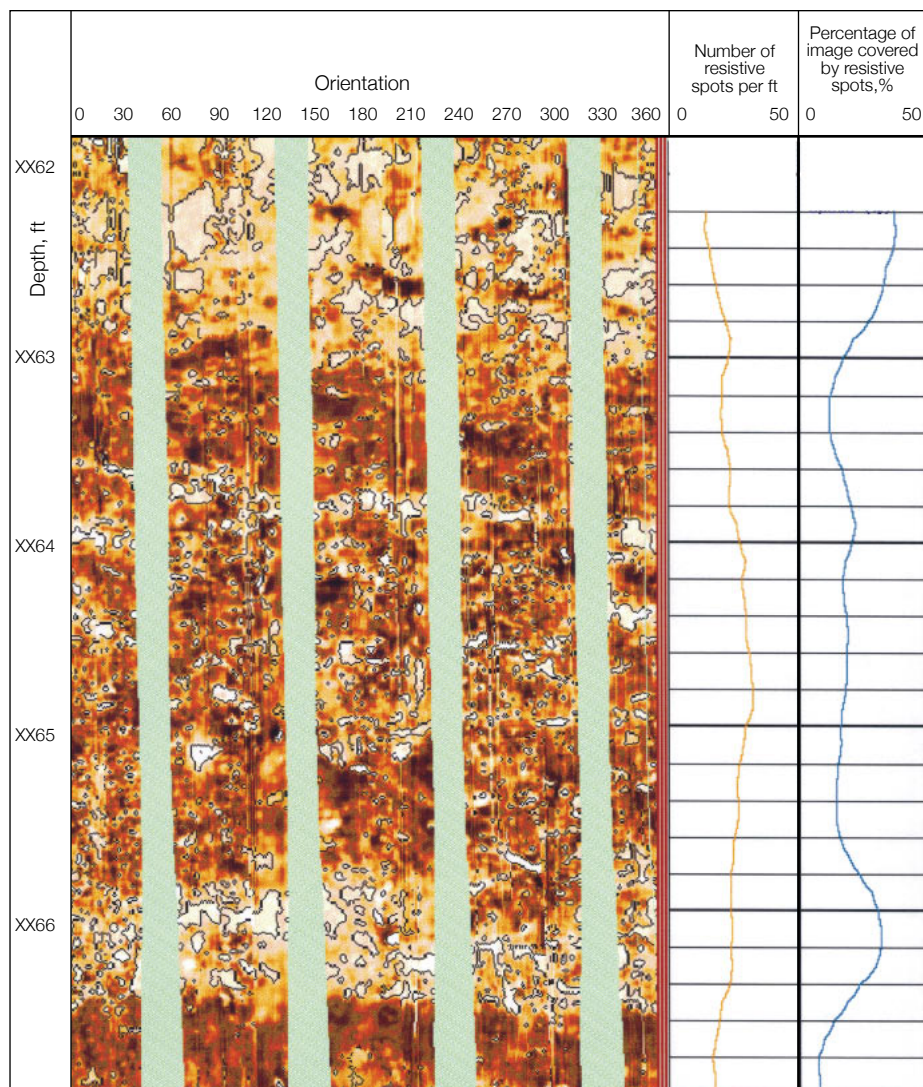 Orientation
0 30 60 90 120 150 180 210 240 270 300 330 360
Number of
resistive
spots per ft
0 50
Percentage of
image covered
by resistive
spots,%
0 50
Depth, ft
XX62
XX63
XX64
XX65
XX66